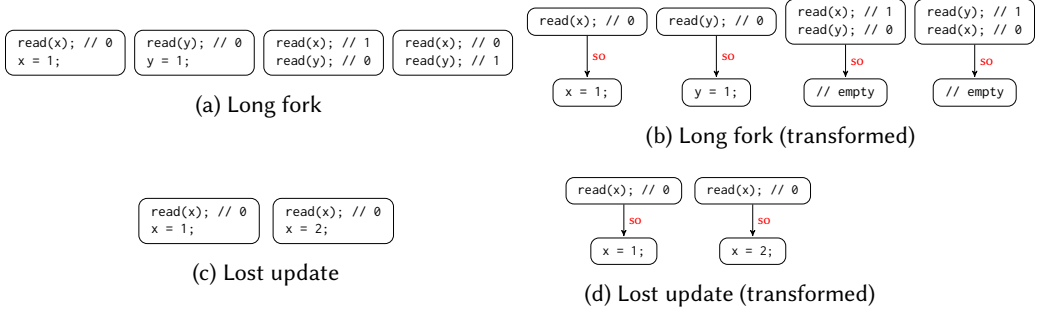 read(x); // 0
x = 1;
read(y); // 0
y = 1;
read(x); // 1
read(y); // 0
read(x); // 0
read(y); // 1
(a) Long fork
read(x); // 0
so
x = 1;
read(y); // 0
so
y = 1;
read(x); // 1
read(y); // 0
so
// empty
read(y); // 1
read(x); // 0
so
// empty
(b) Long fork (transformed)
read(x); // 0
x = 1;
read(x); // 0
x = 2;
(c) Lost update
read(x); // 0
so
x = 1;
read(x); // 0
so
x = 2;
(d) Lost update (transformed)